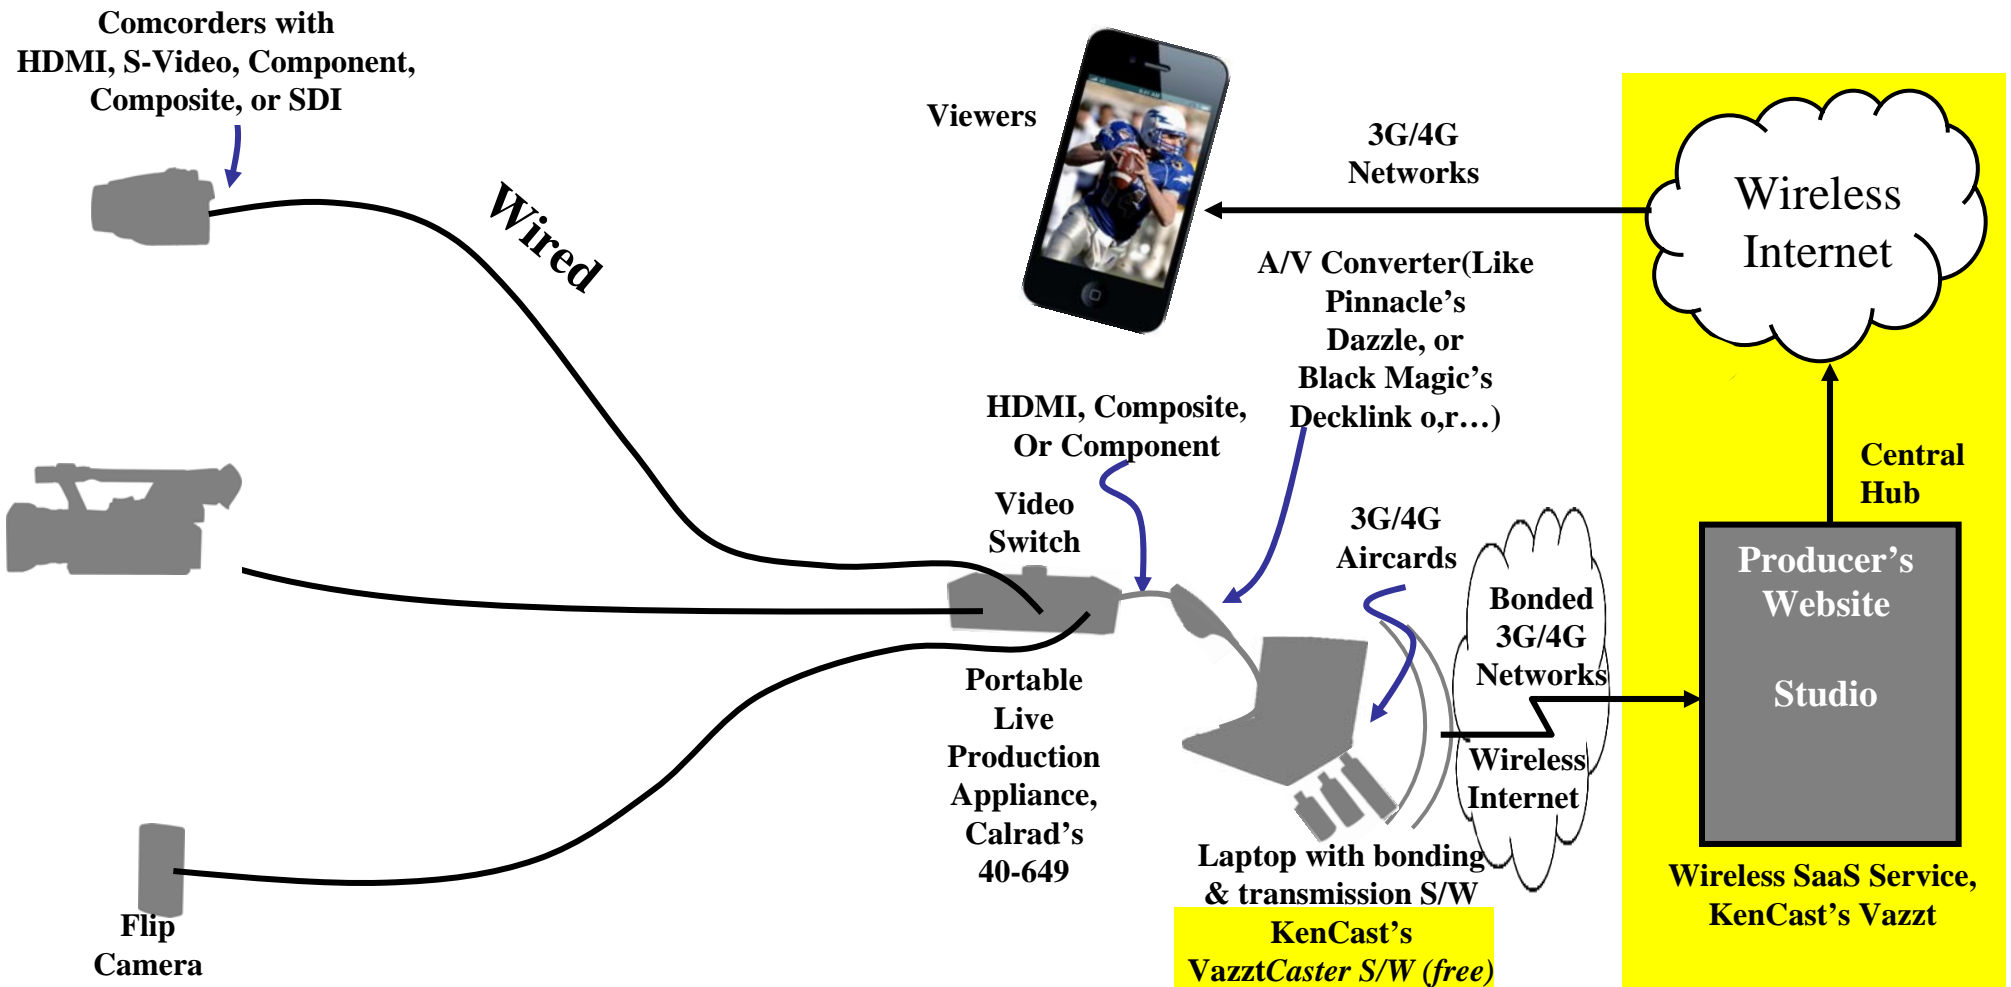 Comcorders with
HDMI, S-Video, Component,
Composite, or SDI
Wired
Viewers
3G/4G
Networks
Wireless
Internet
A/V Converter(Like
Pinnacle's
Dazzle, or
Black Magic's
Decklink o,r…)
HDMI, Composite,
Or Component
Central
Hub
Video
Switch
3G/4G
Aircards
Bonded
3G/4G
Networks
Wireless
Internet
Producer's
Website
Studio
Portable
Live
Production
Appliance,
Calrad's
40-649
Laptop with bonding
& transmission S/W
KenCast's
VazztCaster S/W (free)
Wireless SaaS Service,
KenCast's Vazzt
Flip
Camera